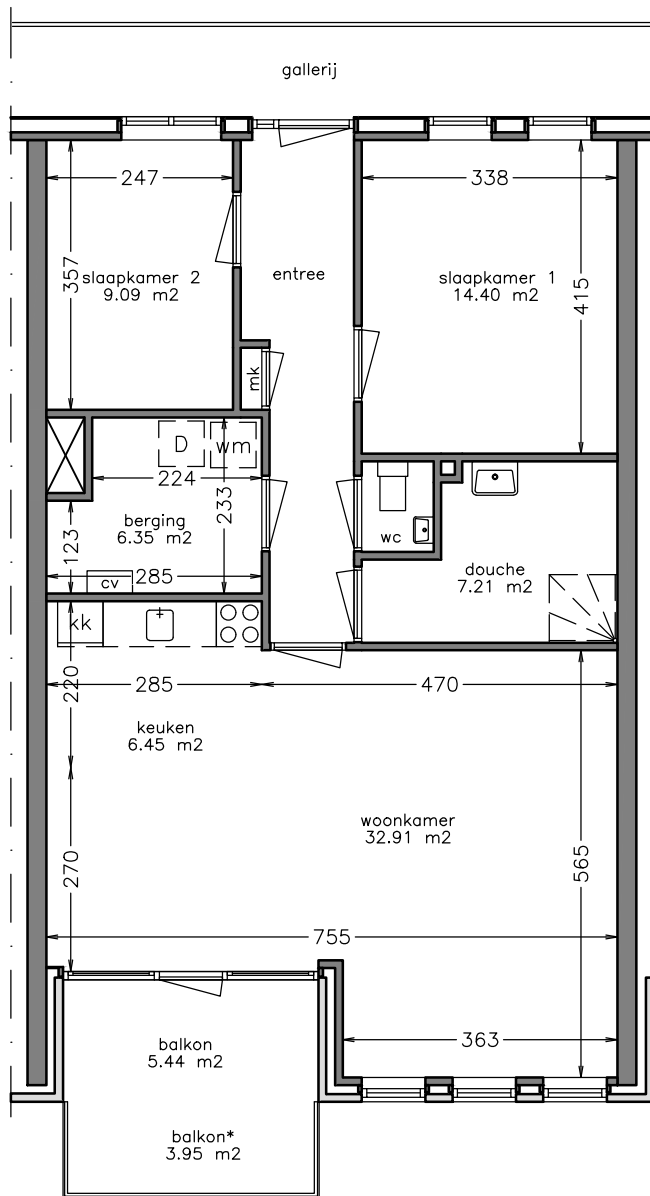 gallerij
247
338
357
slaapkamer 2
9.09 m2
entree
slaapkamer 1
14.40 m2
415
mk
D
wm
224
233
berging
6.35 m2
123
cv
285
wc
douche
7.21 m2
kk
220
285
470
keuken
6.45 m2
woonkamer
32.91 m2
270
565
755
363
balkon
5.44 m2
balkon*
3.95 m2